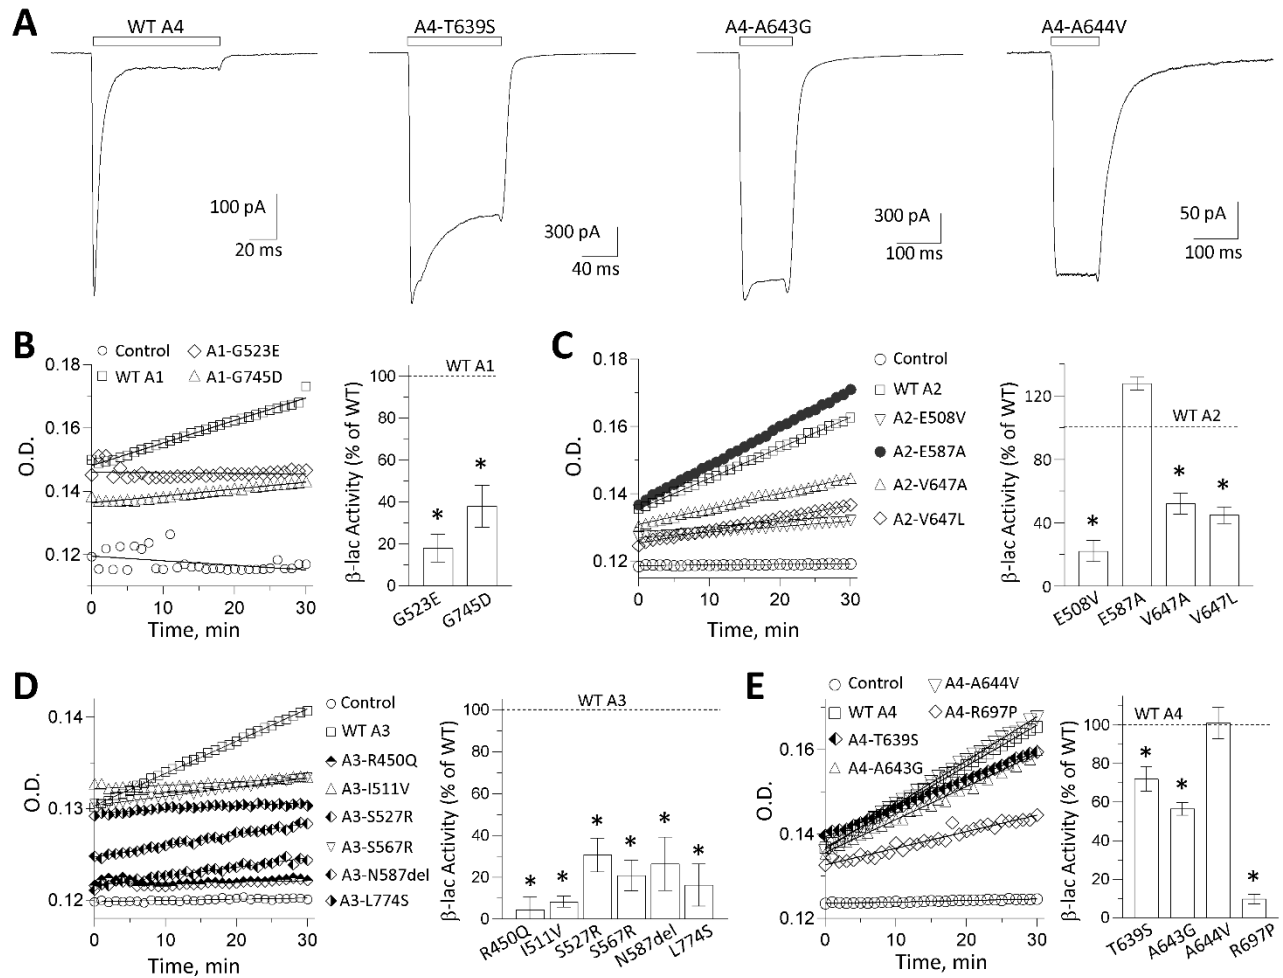 A
WT A4
A4-T639S
A4-A643G
A4-A644V
100 pA
20 ms
300 pA
40 ms
300 pA
100 ms
50 pA
100 ms
B
Control
A1-G523E
WT A1
A1-G745D
0.18
0.16
0.14
0.12
O.D.
0
10
20
30
Time, min
WT A1
100
80
60
40
20
0
β-lac Activity (% of WT)
*
*
G523E
G745D
C
Control
WT A2
A2-E508V
A2-E587A
A2-V647A
A2-V647L
0.18
0.16
0.14
0.12
O.D.
0
10
20
30
Time, min
WT A2
120
80
40
0
β-lac Activity (% of WT)
*
*
*
E508V
E587A
V647A
V647L
D
Control
WT A3
A3-R450Q
A3-I511V
A3-S527R
A3-S567R
A3-N587del
A3-L774S
0.14
0.13
0.12
O.D.
0
10
20
30
Time, min
WT A3
100
80
60
40
20
0
β-lac Activity (% of WT)
*
*
*
*
*
*
R450Q
I511V
S527R
S567R
N587del
L774S
E
Control
A4-A644V
WT A4
A4-R697P
A4-T639S
A4-A643G
0.16
0.14
0.12
O.D.
0
10
20
30
Time, min
WT A4
100
80
60
40
20
0
β-lac Activity (% of WT)
*
*
*
T639S
A643G
A644V
R697P